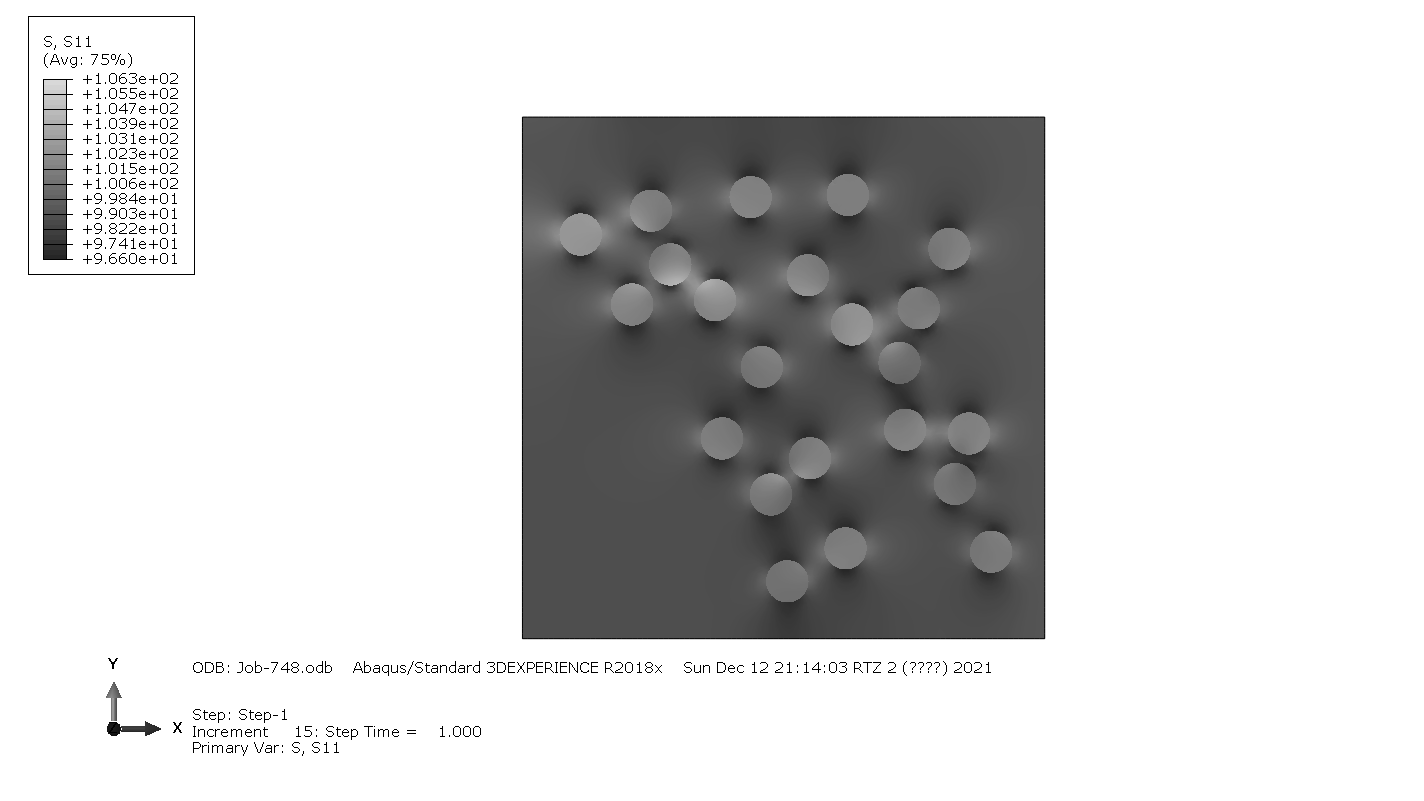 S, S11
(Avg: 75%)
+1.063e+02
+1.055e+02
+1.047e+02
+1.039e+02
+1.031e+02
+1.023e+02
+1.015e+02
+1.006e+02
+9.984e+01
+9.903e+01
+9.822e+01
+9.741e+01
+9.660e+01
Y
X
ODB: Job-748.odb    Abaqus/Standard 3DEXPERIENCE R2018x    Sun Dec 12 21:14:03 RTZ 2 (????) 2021
Step: Step-1
Increment     15: Step Time =    1.000
Primary Var: S, S11